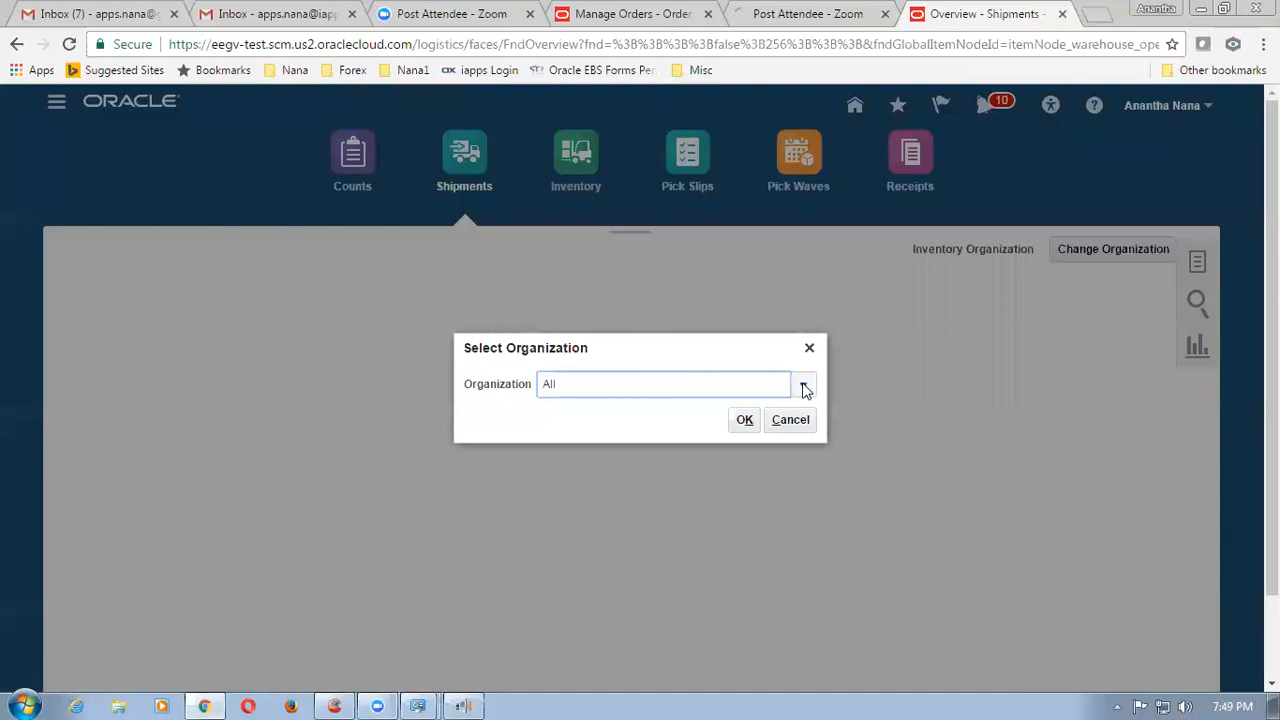 Inbox (7) - apps.nana@g
Inbox - apps.nana@iapp
Post Attendee - Zoom
Manage Orders - Order
Post Attendee - Zoom
Overview - Shipments -
Anantha
Secure
https://eegv-test.scm.us2.oraclecloud.com/logistics/faces/FndOverview?fnd=%3B%3B%3B%3Bfalse%3B256%3B%3B%3B&fndGlobalItemNodeId=itemNode_warehouse_ope
Apps
Suggested Sites
Bookmarks
Nana
Forex
Nana1
iapps Login
Oracle EBS Forms Per
Misc
Other bookmarks
ORACLE
10
Anantha Nana
Counts
Shipments
Inventory
Pick Slips
Pick Waves
Receipts
Inventory Organization
Change Organization
Select Organization
Organization
All
OK
Cancel
7:49 PM